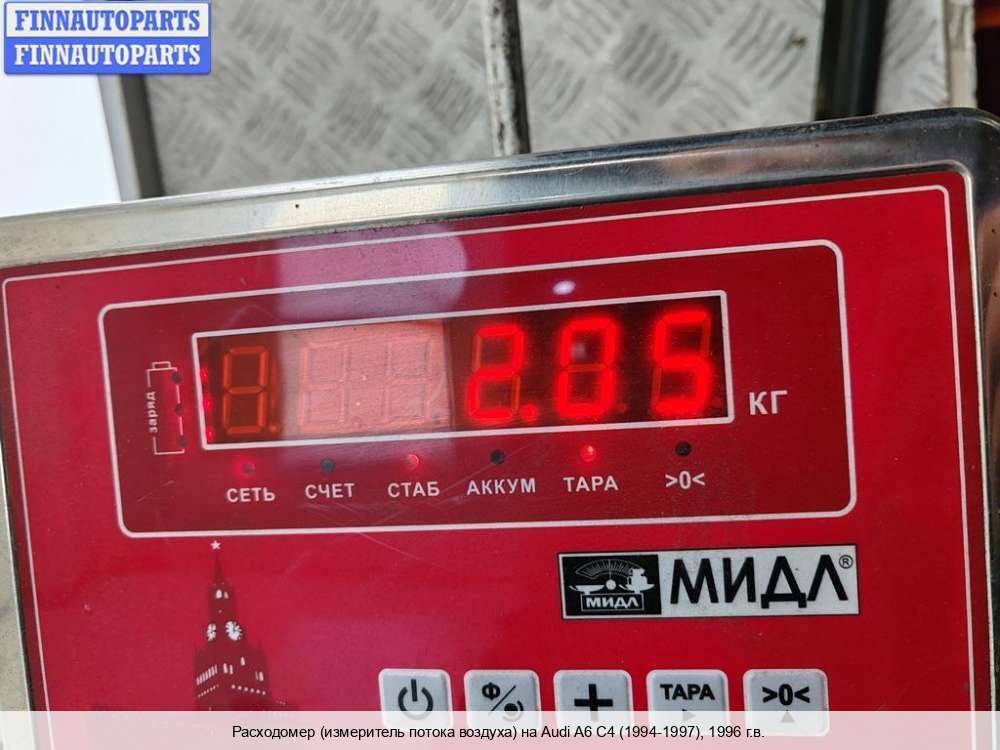 FINNAUTOPARTS
FINNAUTOPARTS
2.05
КГ
заряд
СЕТЬ СЧЕТ СТАБ АККУМ ТАРА >0<
МИДЛ МИДЛ®
Ф ТАРА >0<
Расходомер (измеритель потока воздуха) на Audi A6 C4 (1994-1997), 1996 г.в.